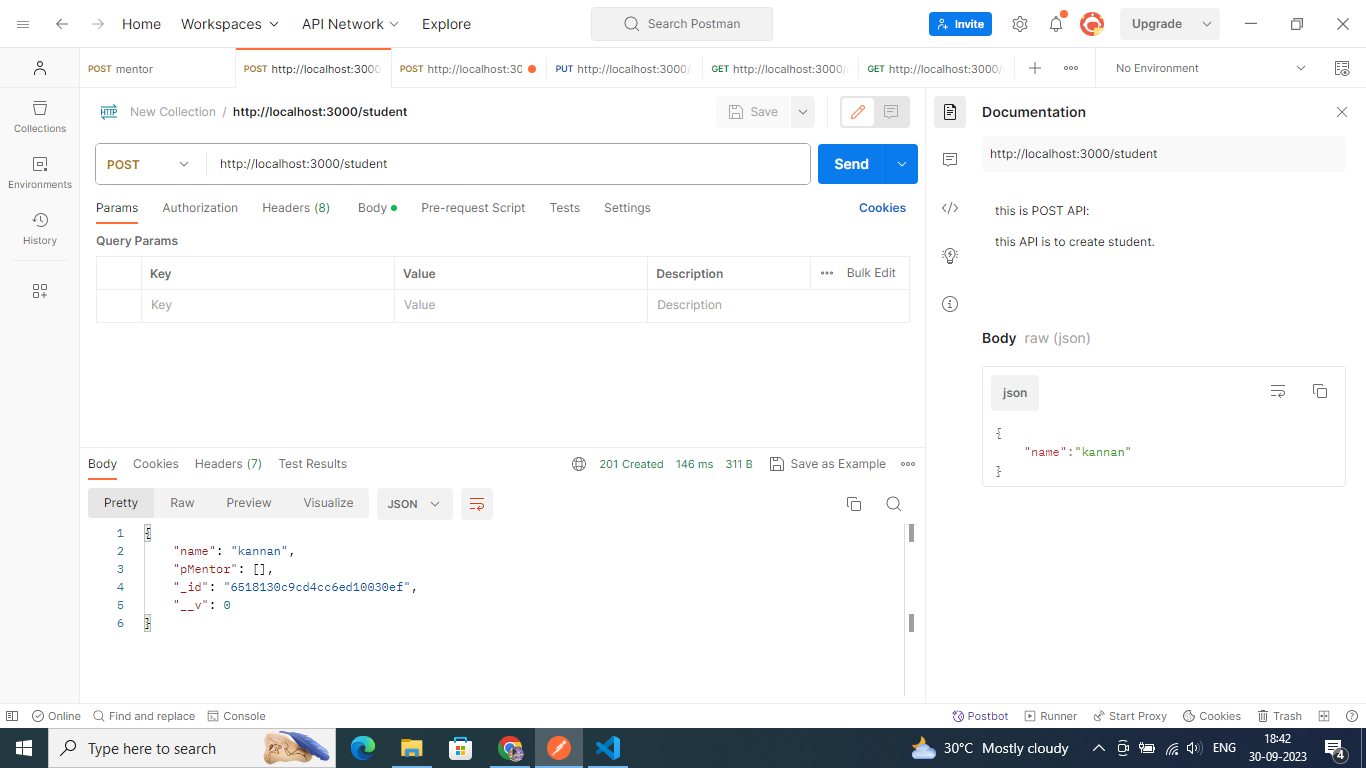 Home Workspaces API Network Explore Search Postman Invite Upgrade
POST mentor POST http://localhost:3000 POST http://localhost:30 PUT http://localhost:3000/ GET http://localhost:3000/ GET http://localhost:3000/ No Environment
HTTP New Collection / http://localhost:3000/student Save
POST http://localhost:3000/student Send
Params Authorization Headers (8) Body Pre-request Script Tests Settings Cookies
Query Params
Key Value Description Bulk Edit
Key Value Description
Collections
Environments
History
Documentation
http://localhost:3000/student
this is POST API:
this API is to create student.
Body raw (json)
json
{
"name":"kannan"
}
Body Cookies Headers (7) Test Results 201 Created 146 ms 311 B Save as Example
Pretty Raw Preview Visualize JSON
1 {
2 "name": "kannan",
3 "pMentor": [],
4 "_id": "6518130c9cd4cc6ed10030ef",
5 "__v": 0
6 }
Online Find and replace Console Postbot Runner Start Proxy Cookies Trash
Type here to search 30°C Mostly cloudy ENG 18:42
30-09-2023 4